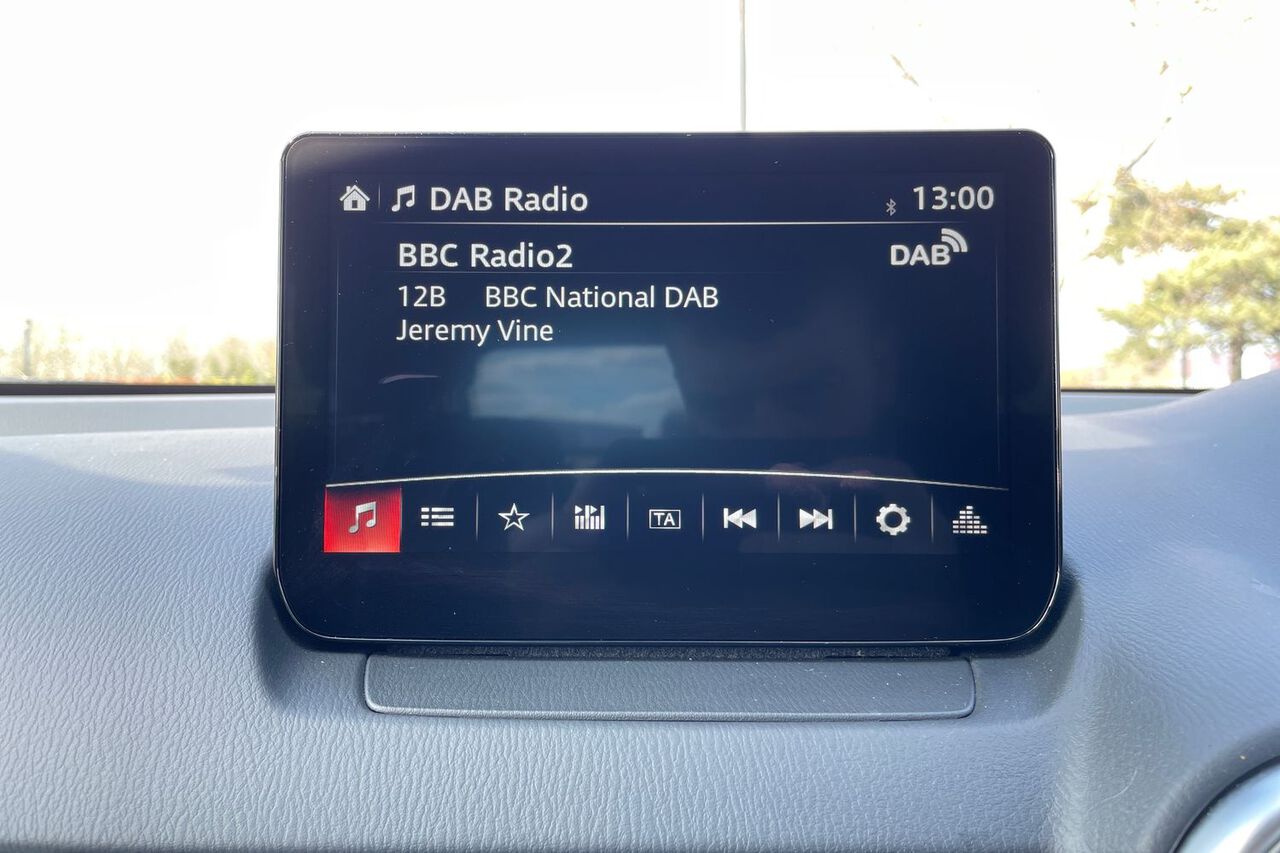 DAB Radio 13:00
BBC Radio2 DAB
12B BBC National DAB
Jeremy Vine
TA